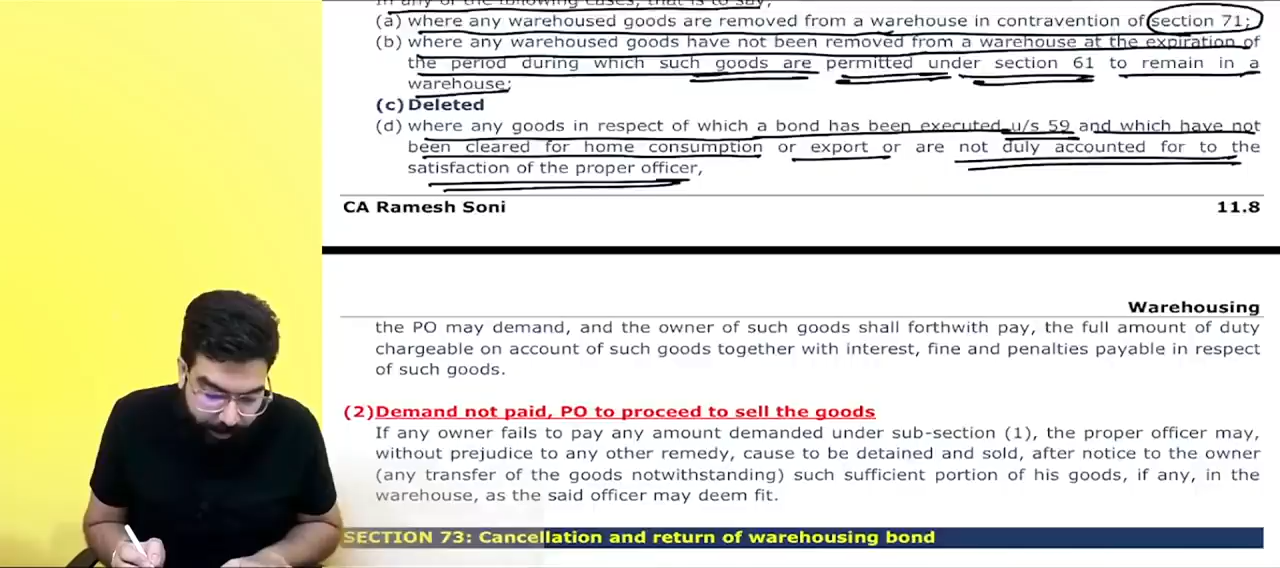 in any of the following cases, that is to say,
(a) where any warehoused goods are removed from a warehouse in contravention of section 71;
(b) where any warehoused goods have not been removed from a warehouse at the expiration of
the period during which such goods are permitted under section 61 to remain in a
warehouse;
(c) Deleted
(d) where any goods in respect of which a bond has been executed u/s 59 and which have not
been cleared for home consumption or export or are not duly accounted for to the
satisfaction of the proper officer,
CA Ramesh Soni 11.8
Warehousing
the PO may demand, and the owner of such goods shall forthwith pay, the full amount of duty
chargeable on account of such goods together with interest, fine and penalties payable in respect
of such goods.
(2) Demand not paid, PO to proceed to sell the goods
If any owner fails to pay any amount demanded under sub-section (1), the proper officer may,
without prejudice to any other remedy, cause to be detained and sold, after notice to the owner
(any transfer of the goods notwithstanding) such sufficient portion of his goods, if any, in the
warehouse, as the said officer may deem fit.
SECTION 73: Cancellation and return of warehousing bond